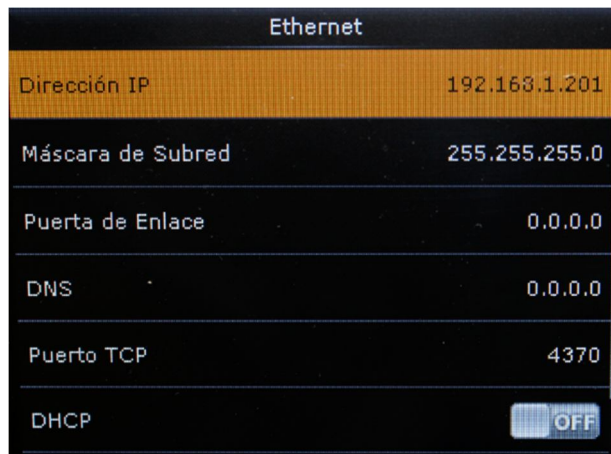 Ethernet
Dirección IP 192.168.1.201
Máscara de Subred 255.255.255.0
Puerta de Enlace 0.0.0.0
DNS 0.0.0.0
Puerto TCP 4370
DHCP OFF